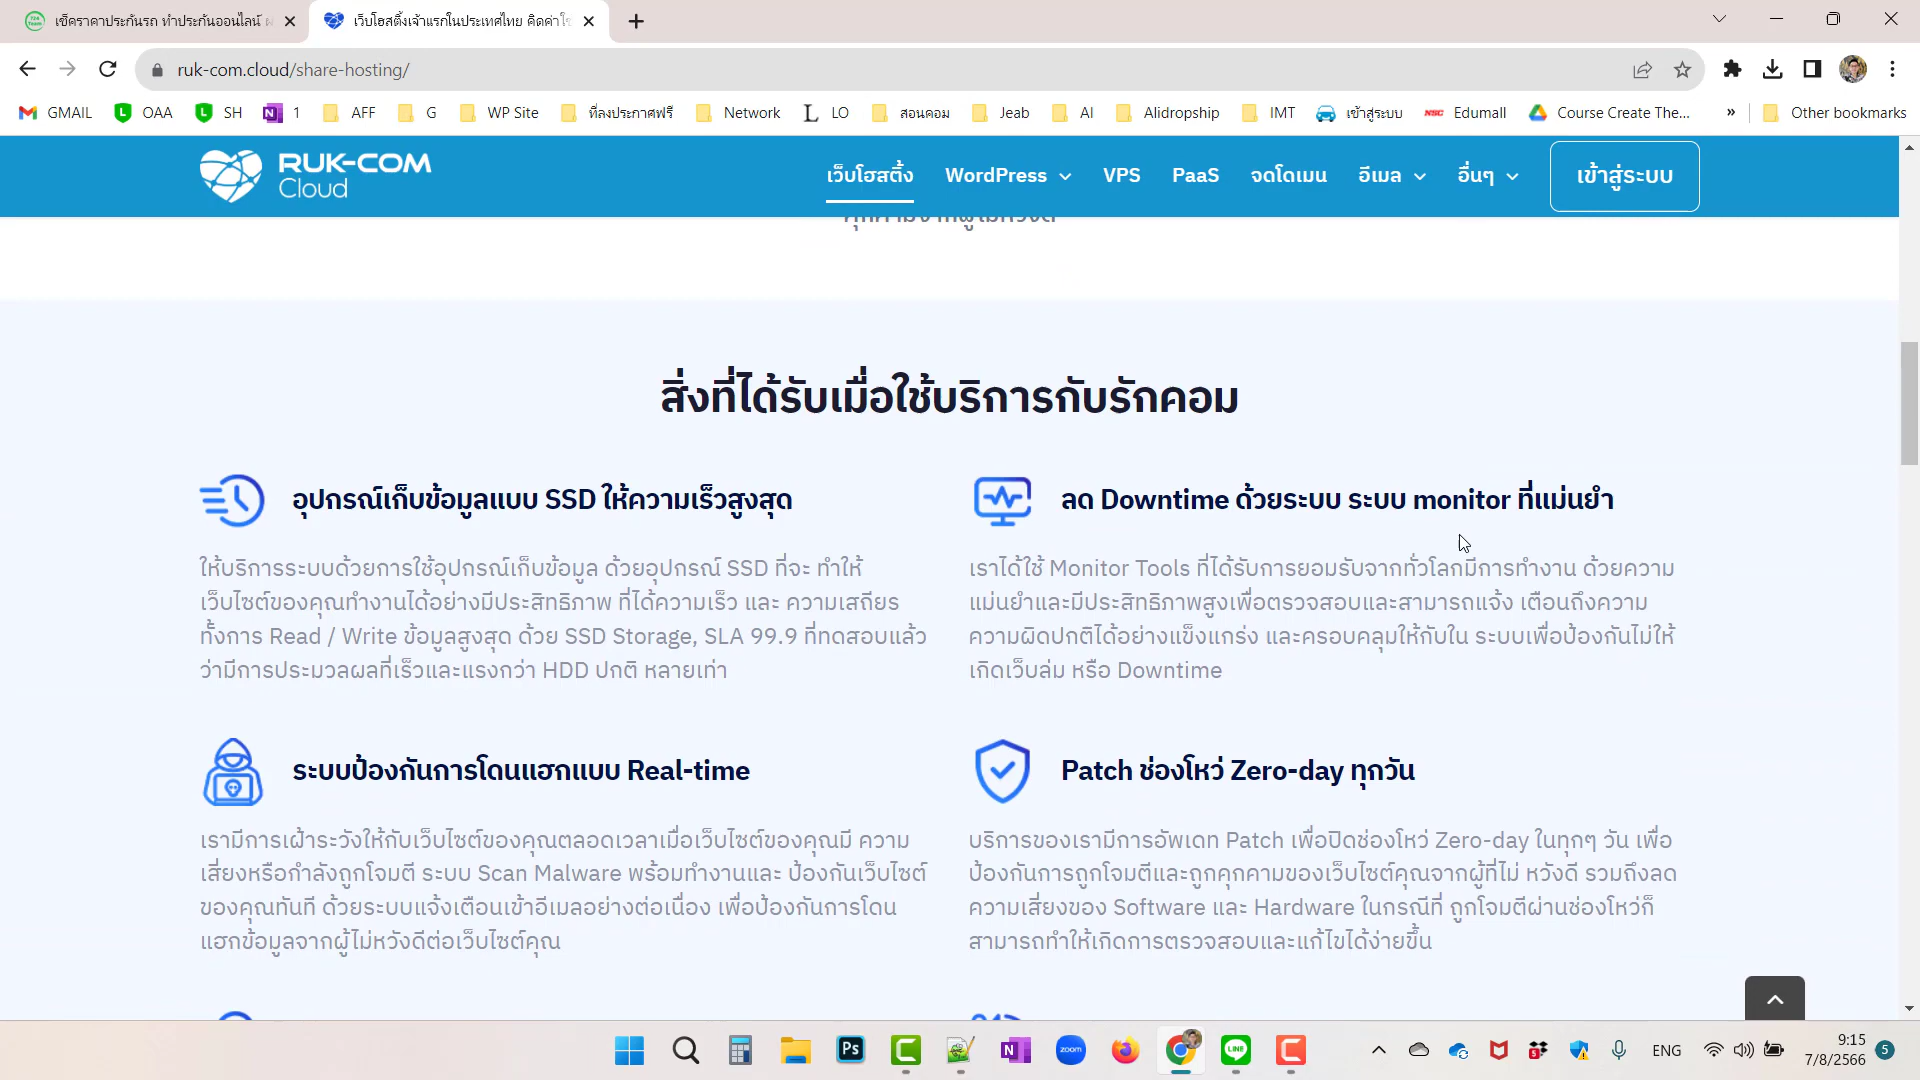 เช็คราคาประกันรถ ทำประกันออนไลน์
เว็บโฮสติ้งเจ้าแรกในประเทศไทย คิดค่าใช้
ruk-com.cloud/share-hosting/
GMAIL OAA SH 1 AFF G WP Site ที่ลงประกาศฟรี Network LO สอนคอม Jeab AI Alidropship IMT เข้าสู่ระบบ NSC Edumall Course Create The... » Other bookmarks
RUK-COM
Cloud
เว็บโฮสติ้ง WordPress VPS PaaS จดโดเมน อีเมล อื่นๆ เข้าสู่ระบบ
สิ่งที่ได้รับเมื่อใช้บริการกับรักคอม
อุปกรณ์เก็บข้อมูลแบบ SSD ให้ความเร็วสูงสุด
ให้บริการระบบด้วยการใช้อุปกรณ์เก็บข้อมูล ด้วยอุปกรณ์ SSD ที่จะ ทำให้
เว็บไซต์ของคุณทำงานได้อย่างมีประสิทธิภาพ ที่ได้ความเร็ว และ ความเสถียร
ทั้งการ Read / Write ข้อมูลสูงสุด ด้วย SSD Storage, SLA 99.9 ที่ทดสอบแล้ว
ว่ามีการประมวลผลที่เร็วและแรงกว่า HDD ปกติ หลายเท่า
ลด Downtime ด้วยระบบ ระบบ monitor ที่แม่นยำ
เราได้ใช้ Monitor Tools ที่ได้รับการยอมรับจากทั่วโลกมีการทำงาน ด้วยความ
แม่นยำและมีประสิทธิภาพสูงเพื่อตรวจสอบและสามารถแจ้ง เตือนถึงความ
ความผิดปกติได้อย่างแข็งแกร่ง และครอบคลุมให้กับใน ระบบเพื่อป้องกันไม่ให้
เกิดเว็บล่ม หรือ Downtime
ระบบป้องกันการโดนแฮกแบบ Real-time
เรามีการเฝ้าระวังให้กับเว็บไซต์ของคุณตลอดเวลาเมื่อเว็บไซต์ของคุณมี ความ
เสี่ยงหรือกำลังถูกโจมตี ระบบ Scan Malware พร้อมทำงานและ ป้องกันเว็บไซต์
ของคุณทันที ด้วยระบบแจ้งเตือนเข้าอีเมลอย่างต่อเนื่อง เพื่อป้องกันการโดน
แฮกข้อมูลจากผู้ไม่หวังดีต่อเว็บไซต์คุณ
Patch ช่องโหว่ Zero-day ทุกวัน
บริการของเรามีการอัพเดท Patch เพื่อปิดช่องโหว่ Zero-day ในทุกๆ วัน เพื่อ
ป้องกันการถูกโจมตีและถูกคุกคามของเว็บไซต์คุณจากผู้ที่ไม่ หวังดี รวมถึงลด
ความเสี่ยงของ Software และ Hardware ในกรณีที่ ถูกโจมตีผ่านช่องโหว่ก็
สามารถทำให้เกิดการตรวจสอบและแก้ไขได้ง่ายขึ้น
Ps zoom LINE ENG 9:15
7/8/2566 5